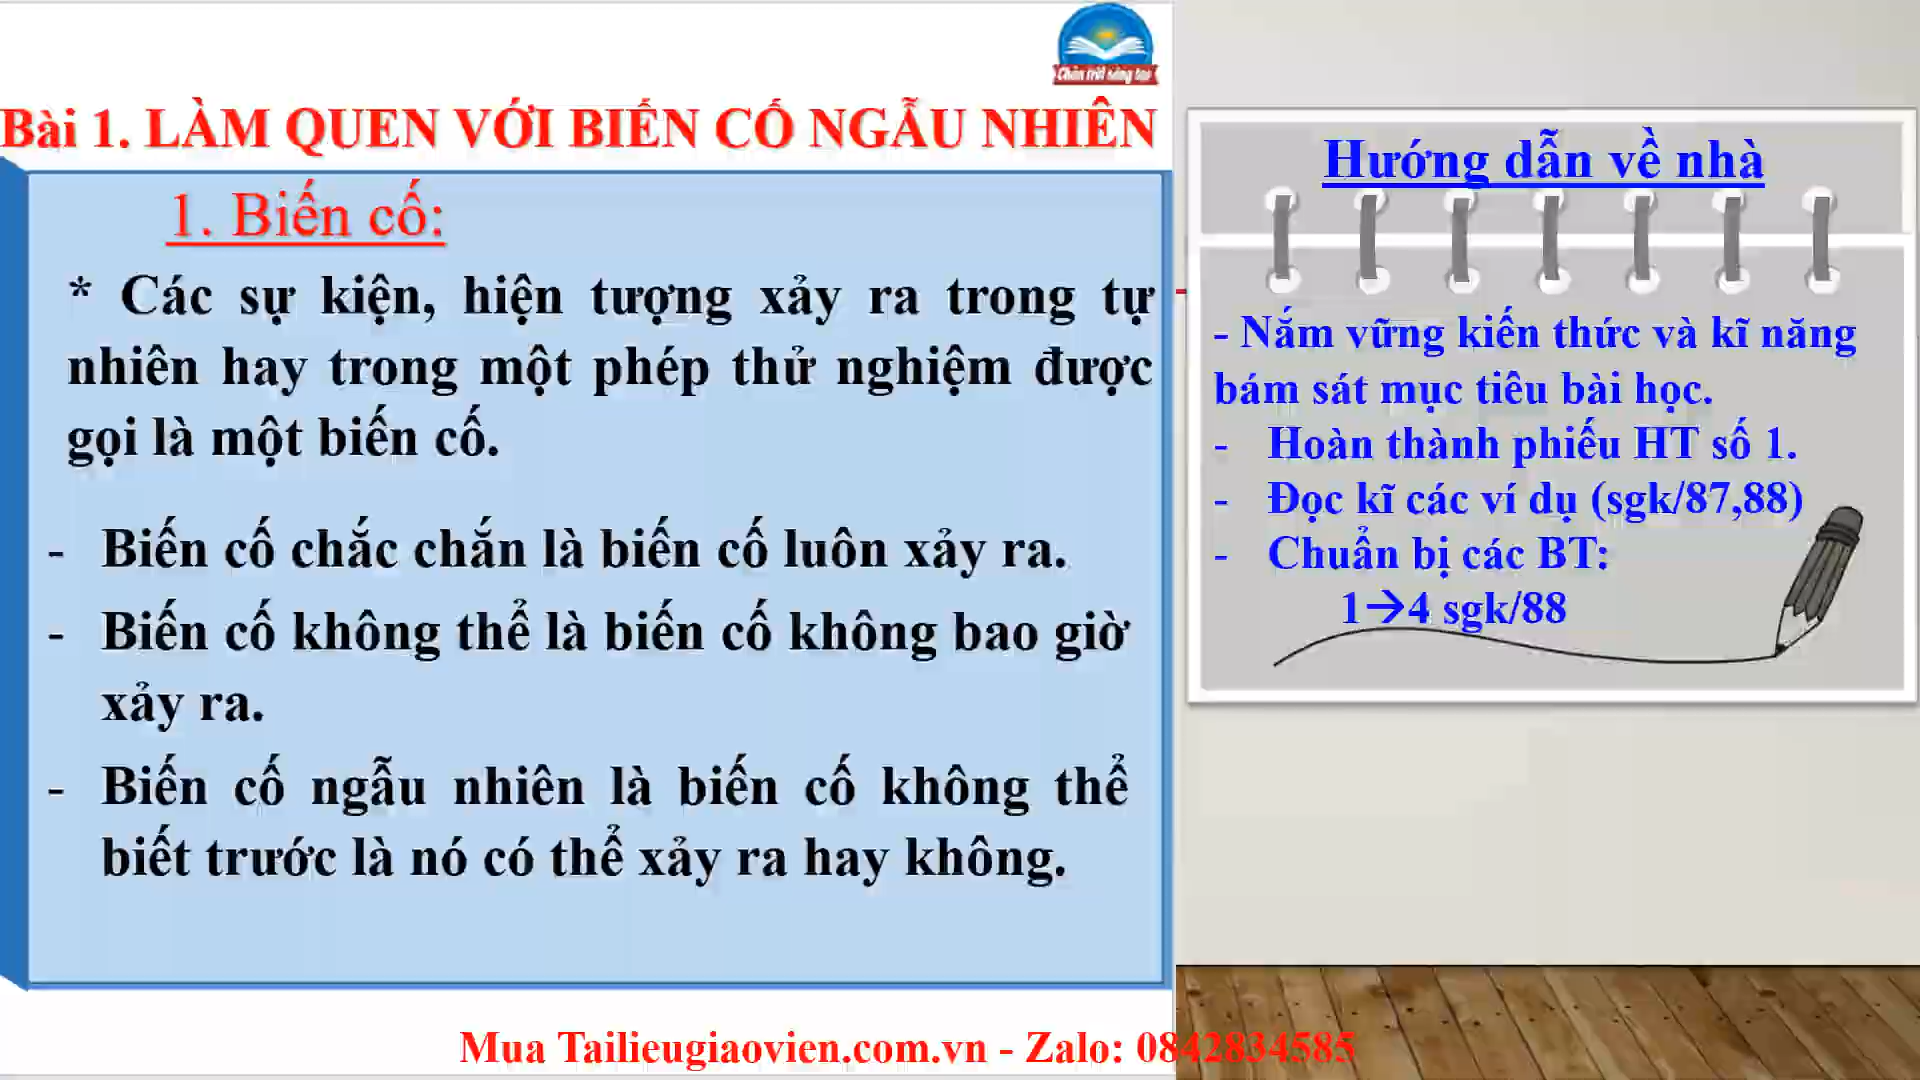 Chân trời sáng tạo
Bài 1. LÀM QUEN VỚI BIẾN CỐ NGẪU NHIÊN
1. Biến cố:
* Các sự kiện, hiện tượng xảy ra trong tự
nhiên hay trong một phép thử nghiệm được
gọi là một biến cố.
- Biến cố chắc chắn là biến cố luôn xảy ra.
- Biến cố không thể là biến cố không bao giờ
xảy ra.
- Biến cố ngẫu nhiên là biến cố không thể
biết trước là nó có thể xảy ra hay không.
Hướng dẫn về nhà
- Nắm vững kiến thức và kĩ năng
bám sát mục tiêu bài học.
- Hoàn thành phiếu HT số 1.
- Đọc kĩ các ví dụ (sgk/87,88)
- Chuẩn bị các BT:
1→4 sgk/88
Mua Tailieugiaovien.com.vn - Zalo: 0842834585